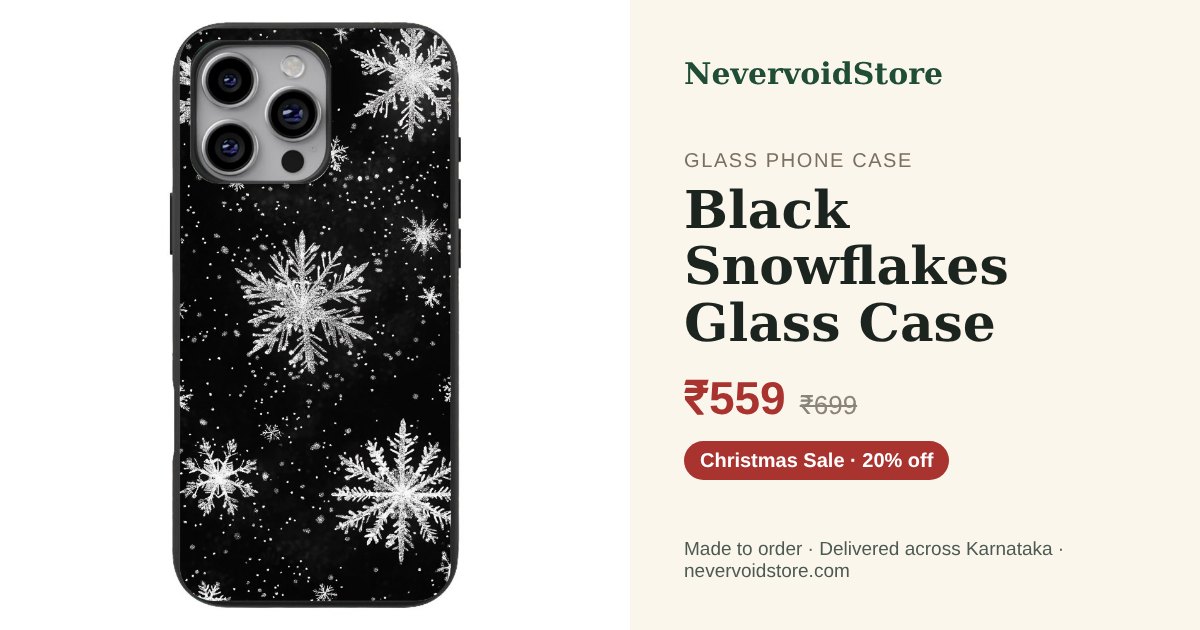 NevervoidStore
GLASS PHONE CASE
Black
Snowflakes
Glass Case
₹559 ₹699
Christmas Sale · 20% off
Made to order · Delivered across Karnataka ·
nevervoidstore.com